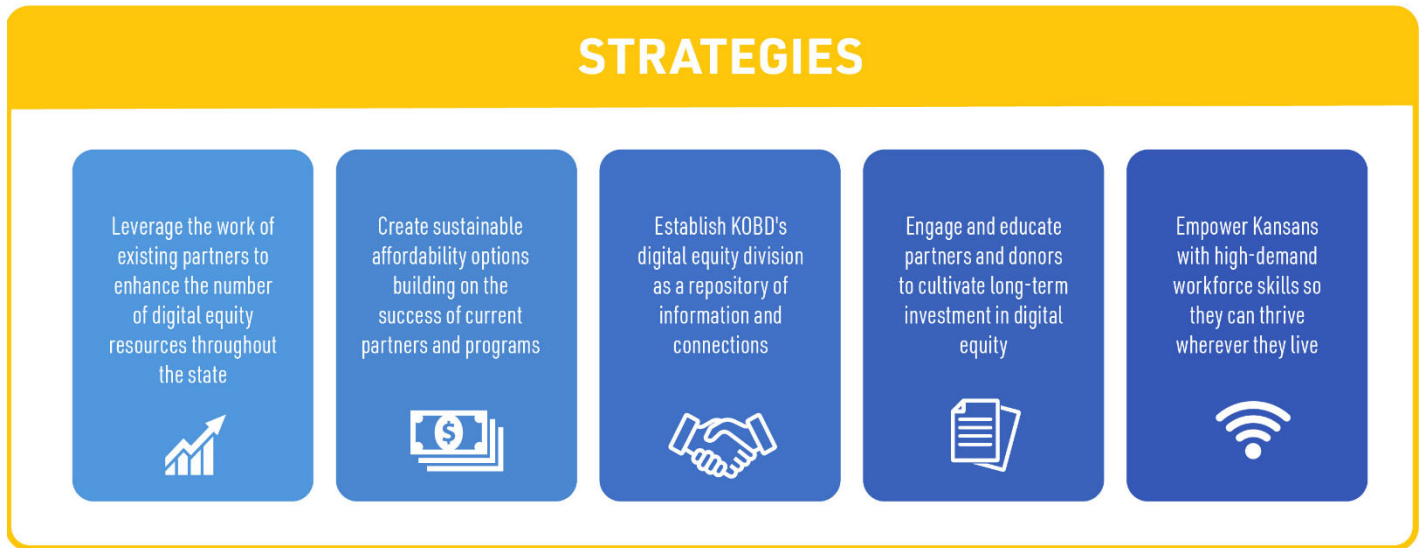 STRATEGIES
Leverage the work of
existing partners to
enhance the number
of digital equity
resources throughout
the state
Create sustainable
affordability options
building on the
success of current
partners and programs
Establish KOBD's
digital equity division
as a repository of
information and
connections
Engage and educate
partners and donors
to cultivate long-term
investment in digital
equity
Empower Kansans
with high-demand
workforce skills so
they can thrive
wherever they live
$